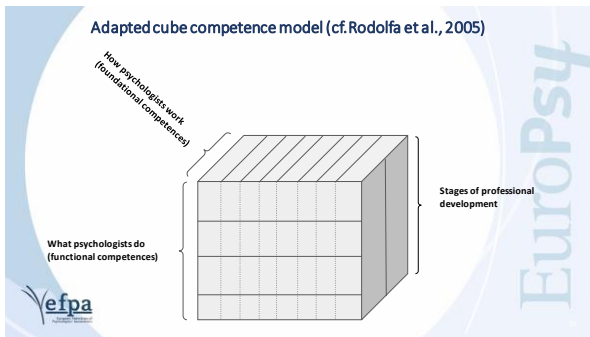 Adapted cube competence model (cf.Rodolfa et al., 2005)
How psychologists work
(foundational competences)
Stages of professional
development
What psychologists do
(functional competences)
EuroPsy
efpa